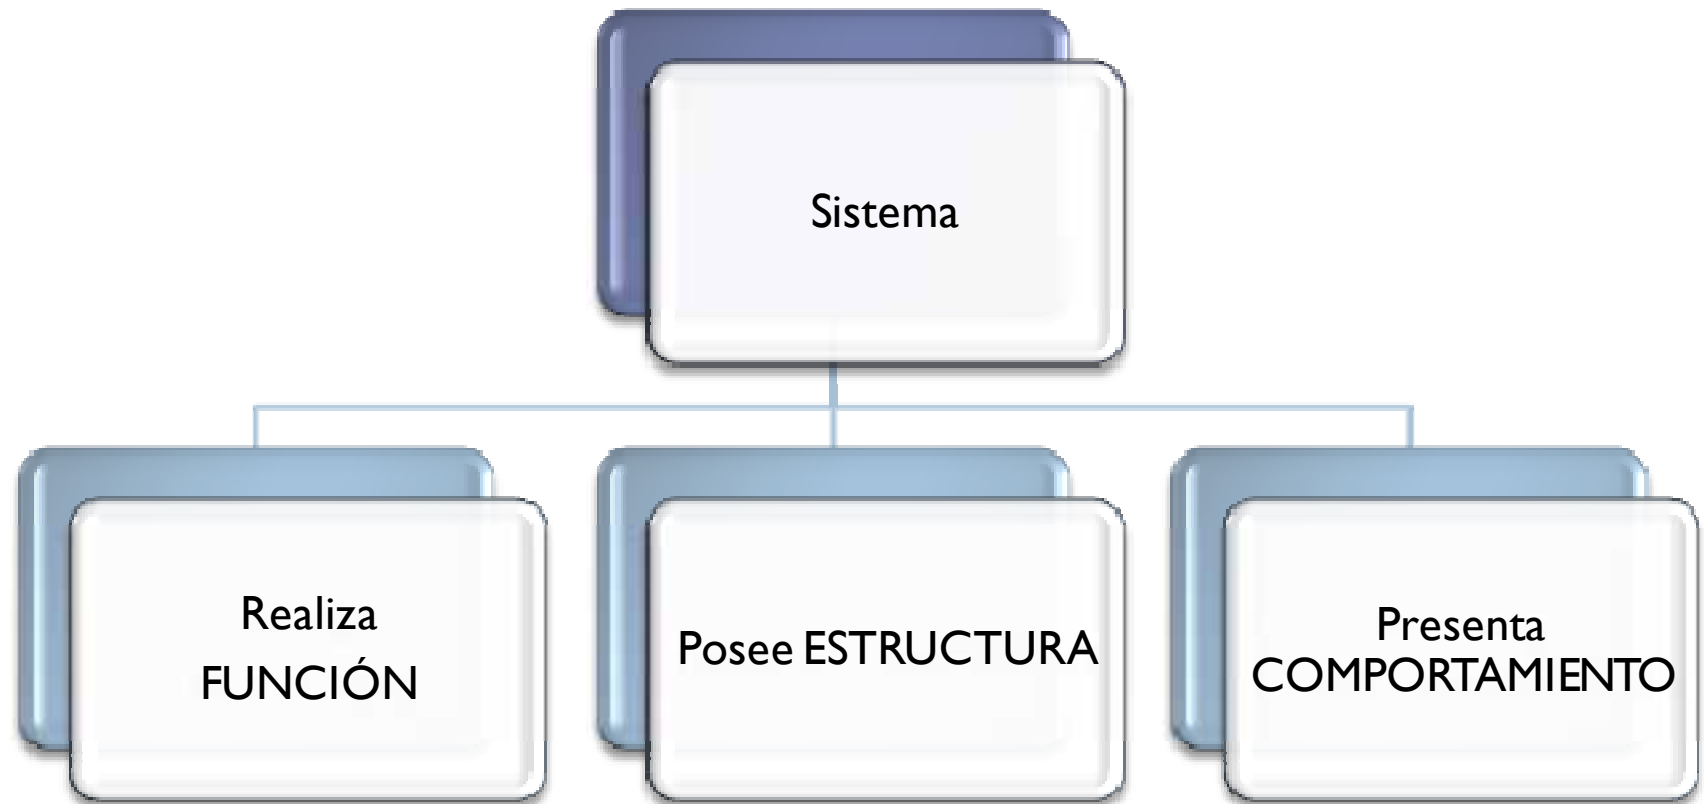 Sistema
Realiza
FUNCIÓN
Posee ESTRUCTURA
Presenta
COMPORTAMIENTO